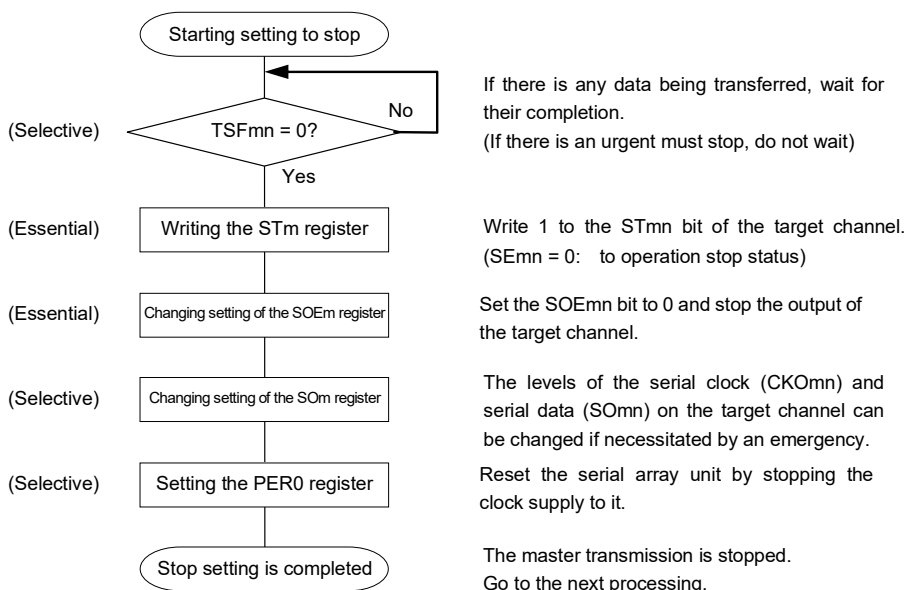 Starting setting to stop
No
(Selective)
TSFmn = 0?
If there is any data being transferred, wait for
their completion.
(If there is an urgent must stop, do not wait)
Yes
(Essential)
Writing the STm register
Write 1 to the STmn bit of the target channel.
(SEmn = 0: to operation stop status)
(Essential)
Changing setting of the SOEm register
Set the SOEmn bit to 0 and stop the output of
the target channel.
(Selective)
Changing setting of the SOm register
The levels of the serial clock (CKOmn) and
serial data (SOmn) on the target channel can
be changed if necessitated by an emergency.
(Selective)
Setting the PER0 register
Reset the serial array unit by stopping the
clock supply to it.
Stop setting is completed
The master transmission is stopped.
Go to the next processing.